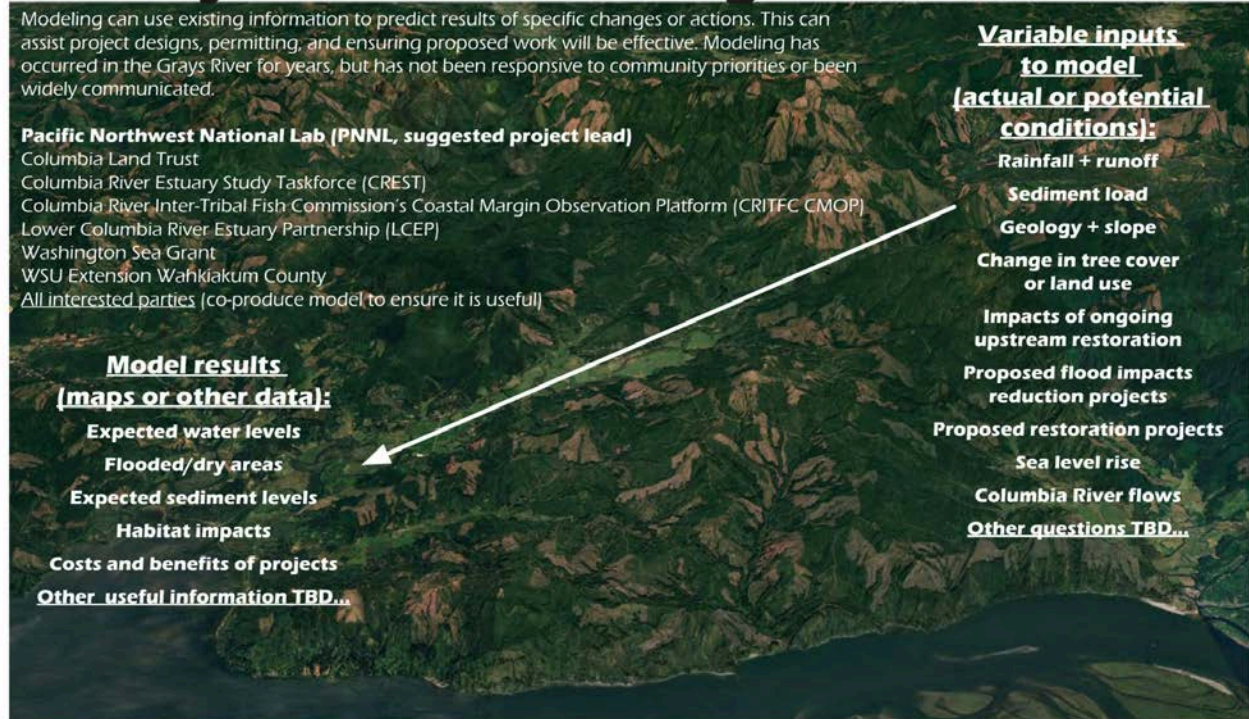 Modeling can use existing information to predict results of specific changes or actions. This can
assist project designs, permitting, and ensuring proposed work will be effective. Modeling has
occurred in the Grays River for years, but has not been responsive to community priorities or been
widely communicated.
Pacific Northwest National Lab (PNNL, suggested project lead)
Columbia Land Trust
Columbia River Estuary Study Taskforce (CREST)
Columbia River Inter-Tribal Fish Commission's Coastal Margin Observation Platform (CRITFC CMOP)
Lower Columbia River Estuary Partnership (LCEP)
Washington Sea Grant
WSU Extension Wahkiakum County
All interested parties (co-produce model to ensure it is useful)
Model results
(maps or other data):
Expected water levels
Flooded/dry areas
Expected sediment levels
Habitat impacts
Costs and benefits of projects
Other useful information TBD...
Variable inputs
to model
(actual or potential
conditions):
Rainfall + runoff
Sediment load
Geology + slope
Change in tree cover
or land use
Impacts of ongoing
upstream restoration
Proposed flood impacts
reduction projects
Proposed restoration projects
Sea level rise
Columbia River flows
Other questions TBD...